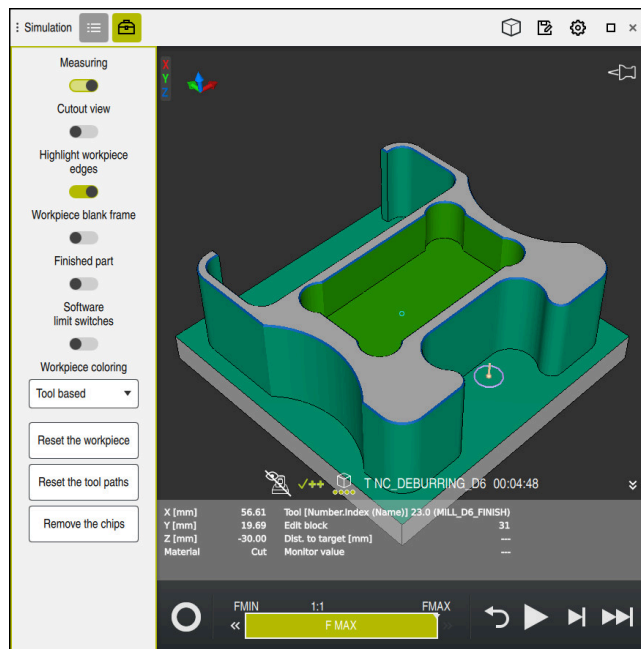 Simulation
Measuring
Cutout view
Highlight workpiece
edges
Workpiece blank frame
Finished part
Software
limit switches
Workpiece coloring
Tool based
Reset the workpiece
Reset the tool paths
Remove the chips
X
Y
Z
T NC_DEBURRING_D6 00:04:48
X [mm] 56.61 Tool [Number.Index (Name)] 23.0 (MILL_D6_FINISH)
Y [mm] 19.69 Edit block 31
Z [mm] -30.00 Dist. to target [mm] ---
Material Cut Monitor value ---
FMIN 1:1 FMAX
F MAX